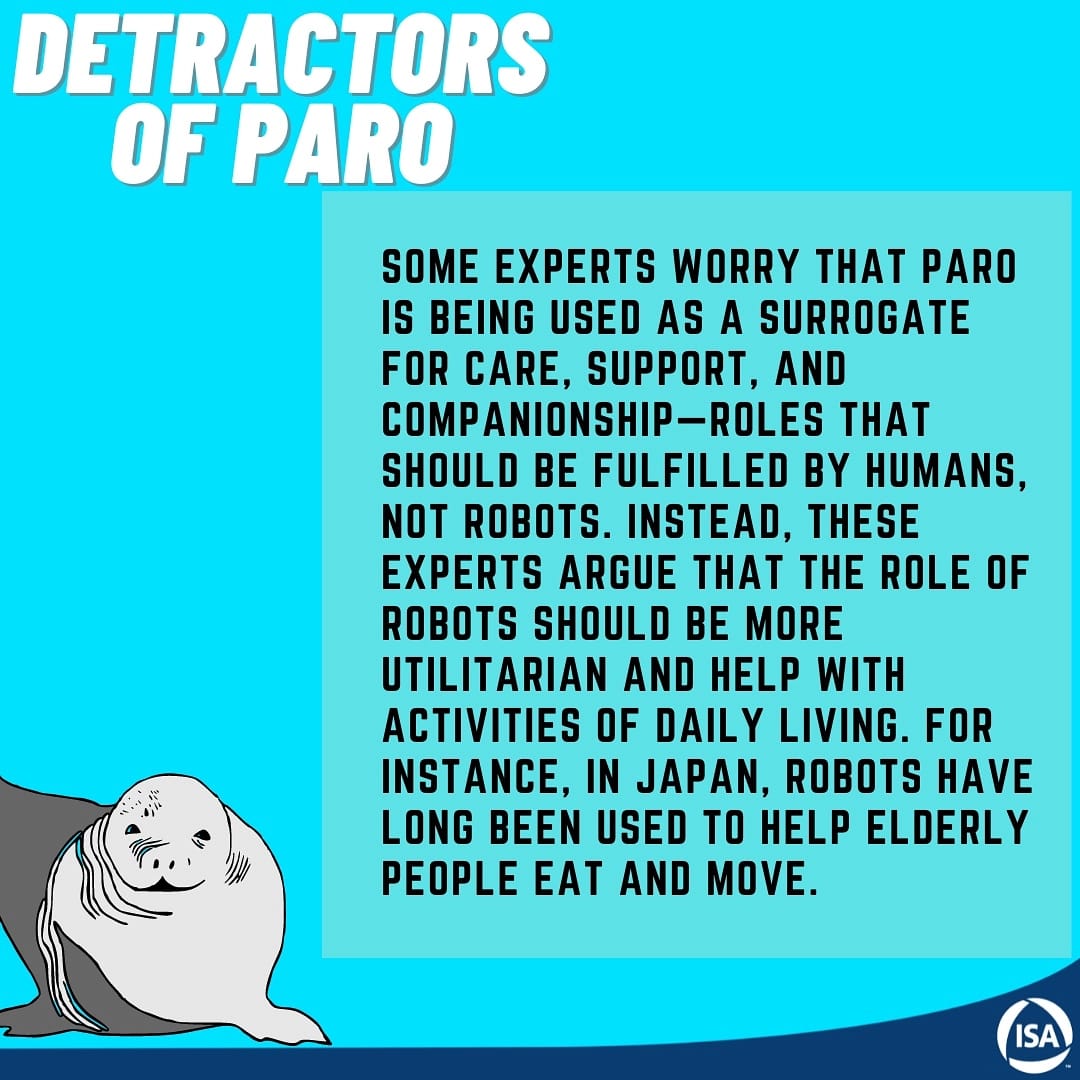 DETRACTORS
OF PARO
SOME EXPERTS WORRY THAT PARO
IS BEING USED AS A SURROGATE
FOR CARE, SUPPORT, AND
COMPANIONSHIP—ROLES THAT
SHOULD BE FULFILLED BY HUMANS,
NOT ROBOTS. INSTEAD, THESE
EXPERTS ARGUE THAT THE ROLE OF
ROBOTS SHOULD BE MORE
UTILITARIAN AND HELP WITH
ACTIVITIES OF DAILY LIVING. FOR
INSTANCE, IN JAPAN, ROBOTS HAVE
LONG BEEN USED TO HELP ELDERLY
PEOPLE EAT AND MOVE.
ISA
™